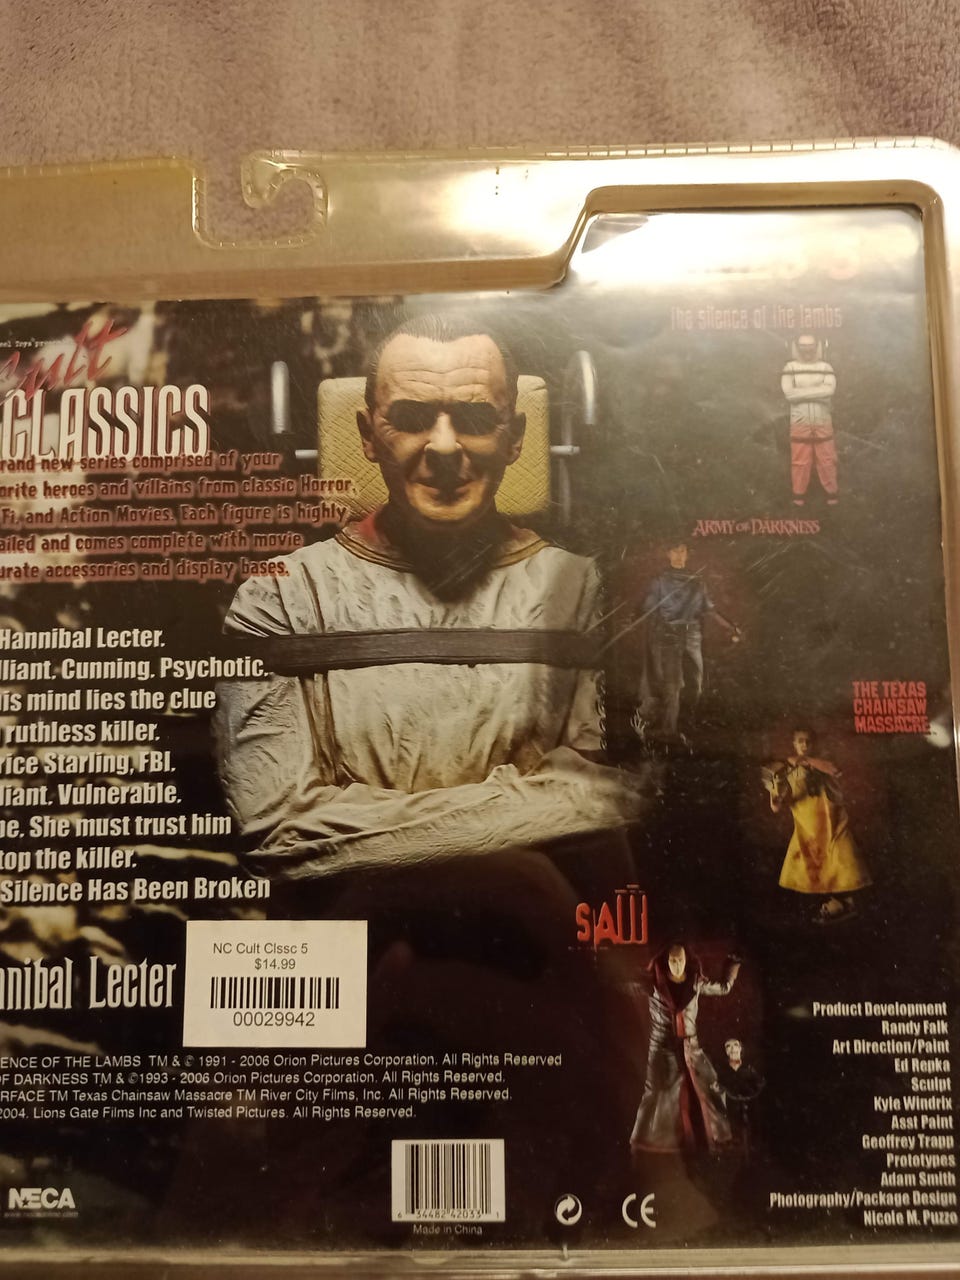 Cult
CLASSICS
rand new series comprised of your
orite heroes and villains from classic Horror,
Fi, and Action Movies. Each figure is highly
ailed and comes complete with movie
urate accessories and display bases.
Hannibal Lecter.
lliant. Cunning. Psychotic.
is mind lies the clue
ruthless killer.
rice Starling, FBI.
liant. Vulnerable.
ne. She must trust him
top the killer.
Silence Has Been Broken
nnibal Lecter
NC Cult Clssc 5
$14.99
00029942
ENCE OF THE LAMBS TM & © 1991 - 2006 Orion Pictures Corporation. All Rights Reserved
OF DARKNESS TM & ©1993 - 2006 Orion Pictures Corporation. All Rights Reserved.
ERFACE TM Texas Chainsaw Massacre TM River City Films, Inc. All Rights Reserved.
2004. Lions Gate Films Inc and Twisted Pictures. All Rights Reserved.
NECA
6 34482 42033 1
Made in China
CE
The silence of the lambs
ARMY OF DARKNESS
THE TEXAS
CHAINSAW
MASSACRE
SAW
Product Development
Randy Falk
Art Direction/Paint
Ed Repka
Sculpt
Kyle Windrix
Asst Paint
Geoffrey Trapp
Prototypes
Adam Smith
Photography/Package Design
Nicole M. Puzzo